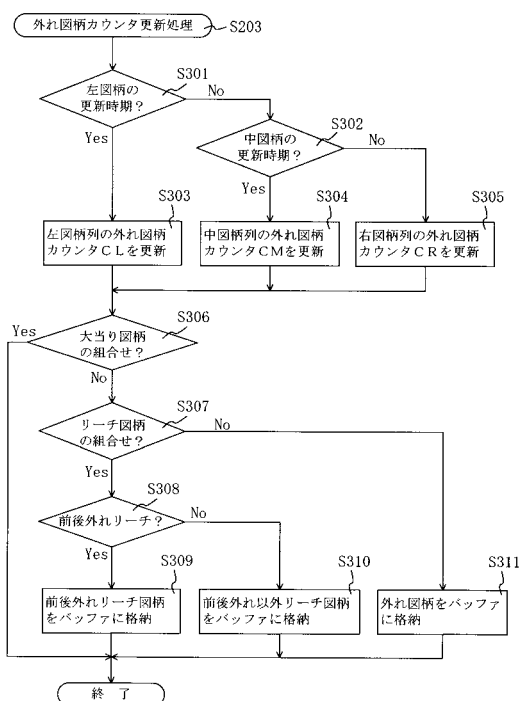 外れ図柄カウンタ更新処理
S203
S301
左図柄の
更新時期?
No
Yes
S302
中図柄の
更新時期?
No
Yes
S303
左図柄列の外れ図柄
カウンタCLを更新
S304
中図柄列の外れ図柄
カウンタCMを更新
S305
右図柄列の外れ図柄
カウンタCRを更新
S306
Yes
大当り図柄
の組合せ?
No
S307
リーチ図柄
の組合せ?
No
Yes
S308
前後外れリーチ?
No
Yes
S309
前後外れリーチ図柄
をバッファに格納
S310
前後外れ以外リーチ図柄
をバッファに格納
S311
外れ図柄をバッファ
に格納
終 了